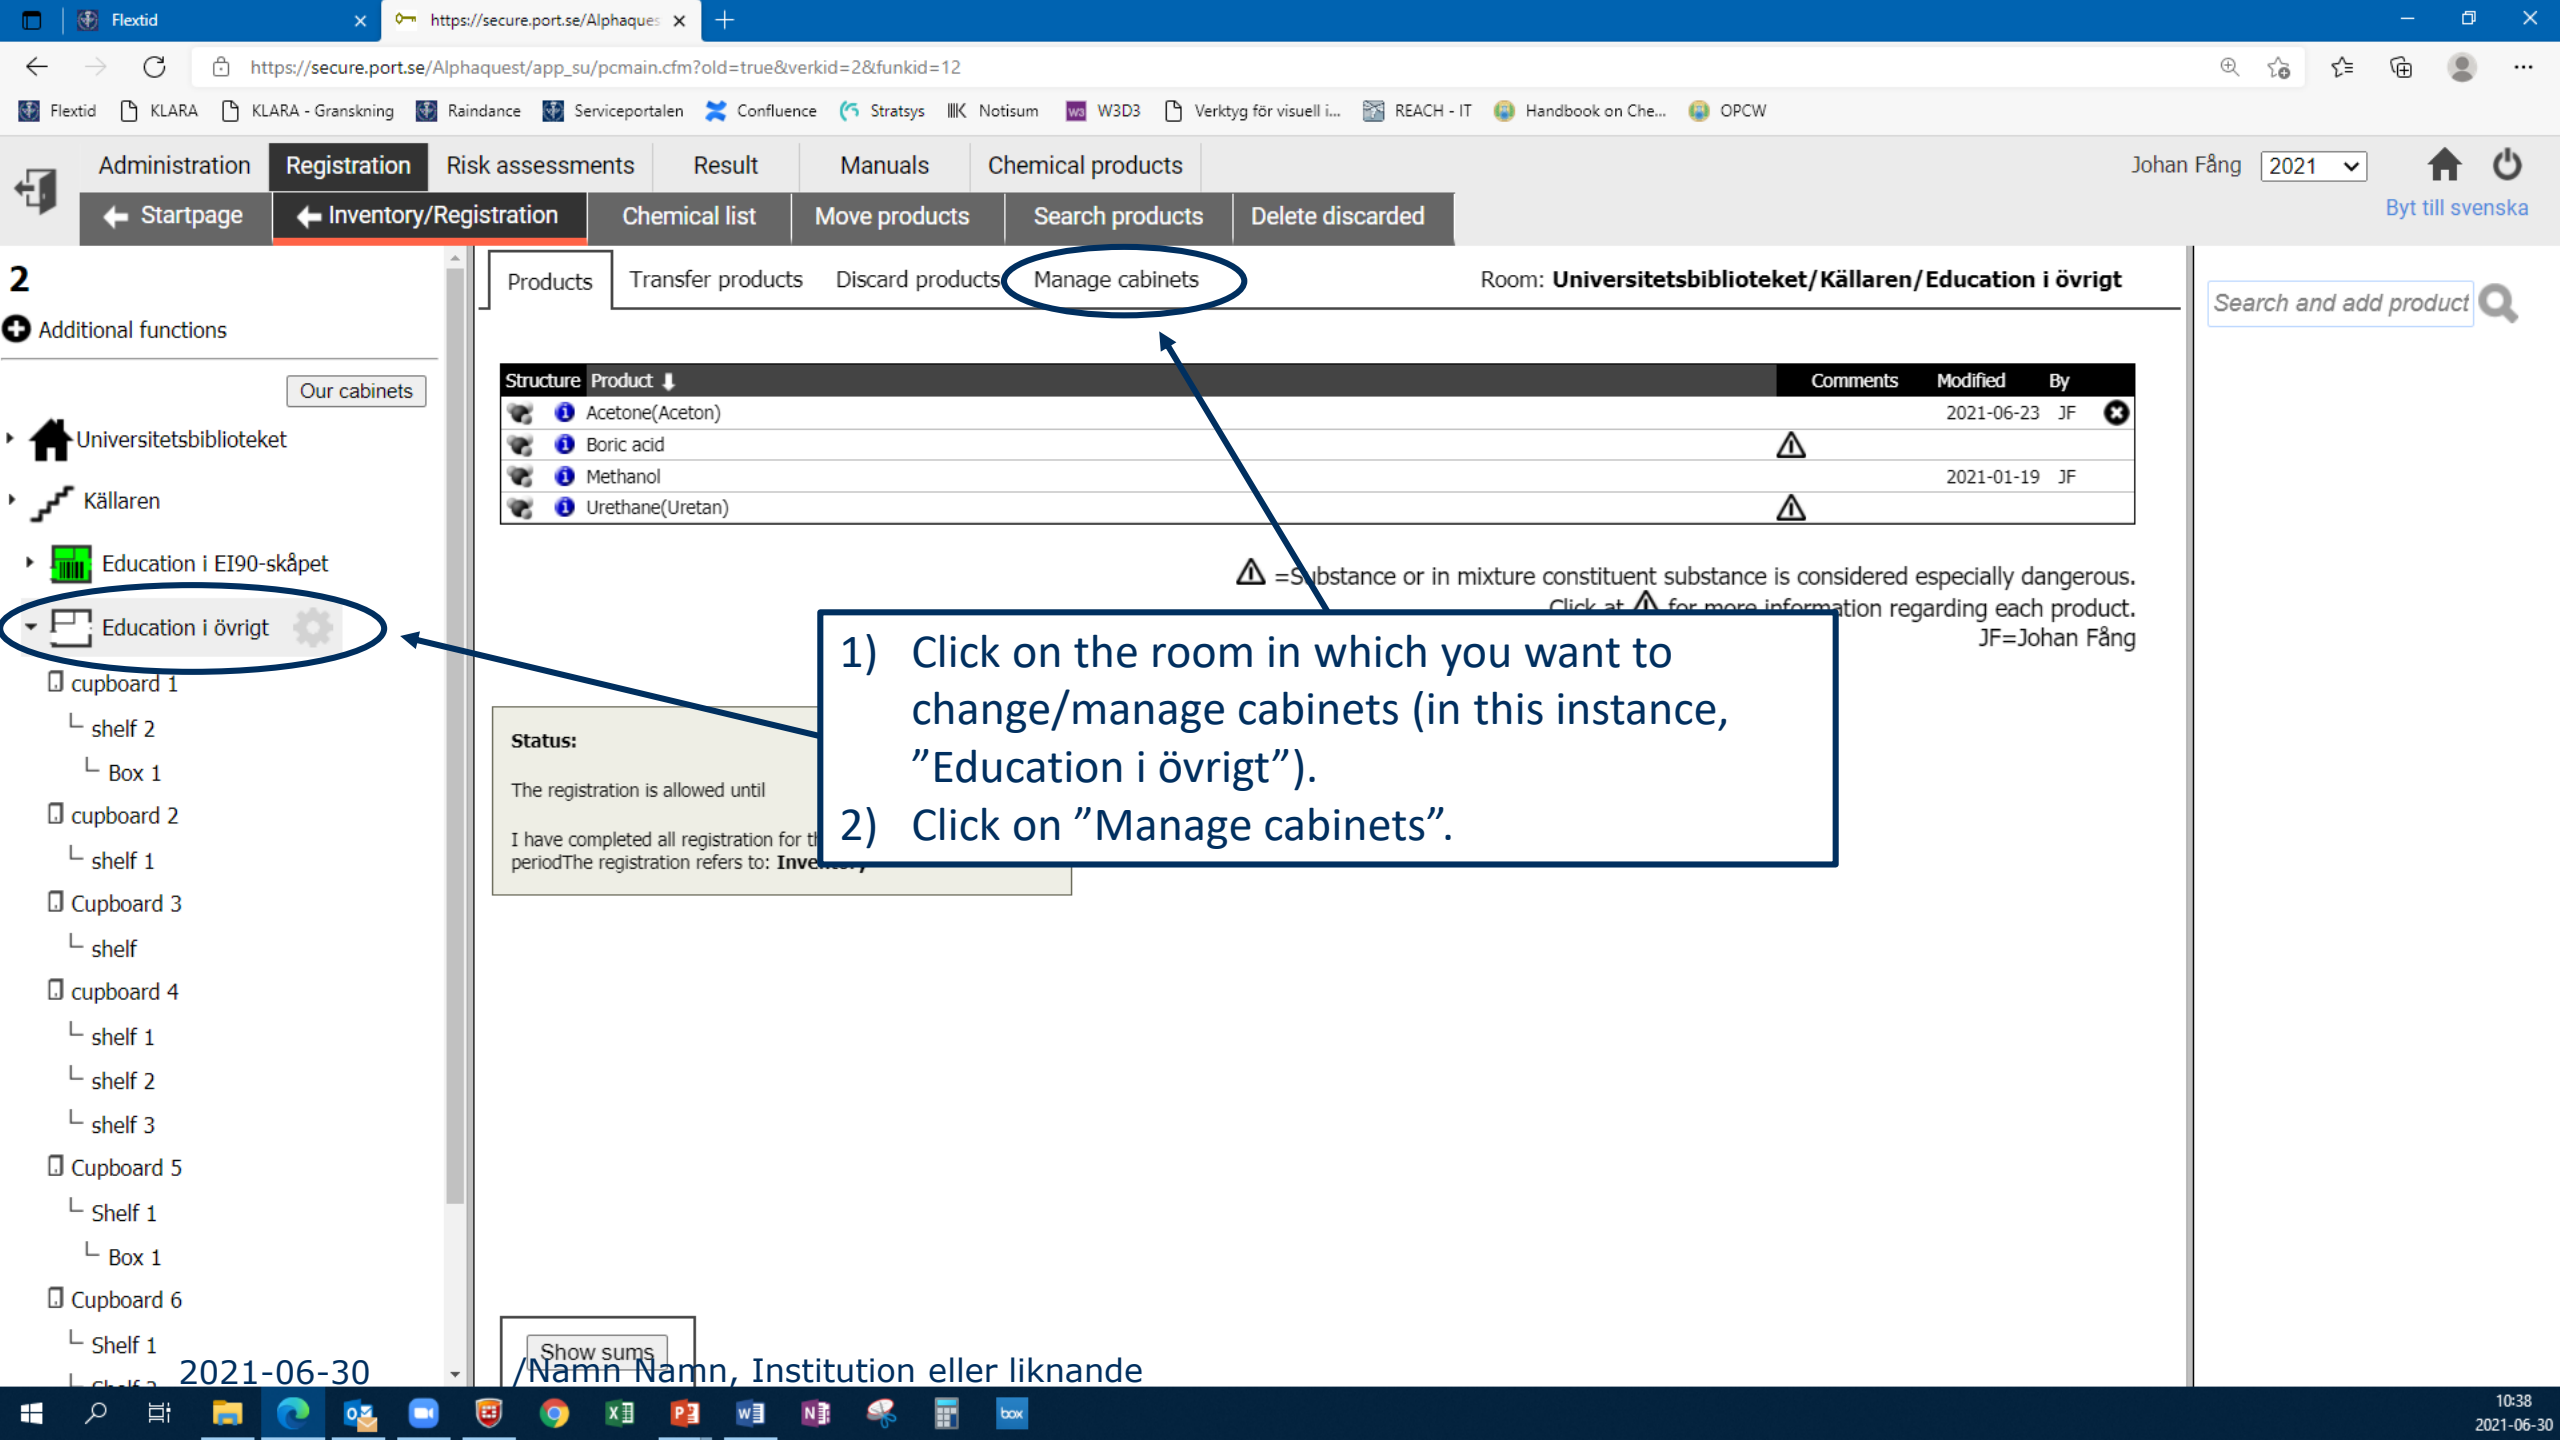 Flextid
https://secure.port.se/Alphaques
https://secure.port.se/Alphaquest/app_su/pcmain.cfm?old=true&verkid=2&funkid=12
Flextid KLARA KLARA - Granskning Raindance Serviceportalen Confluence Stratsys Notisum W3D3 Verktyg för visuell i... REACH - IT Handbook on Che... OPCW
Administration Registration Risk assessments Result Manuals Chemical products
Johan Fång 2021
Startpage Inventory/Registration Chemical list Move products Search products Delete discarded
Byt till svenska
2
Additional functions
Our cabinets
Universitetsbiblioteket
Källaren
Education i EI90-skåpet
Education i övrigt
cupboard 1
shelf 2
Box 1
cupboard 2
shelf 1
Cupboard 3
shelf
cupboard 4
shelf 1
shelf 2
shelf 3
Cupboard 5
Shelf 1
Box 1
Cupboard 6
Shelf 1
Products Transfer products Discard products Manage cabinets
Room: Universitetsbiblioteket/Källaren/Education i övrigt
Search and add product
Structure Product Comments Modified By
Acetone(Aceton) 2021-06-23 JF
Boric acid
Methanol 2021-01-19 JF
Urethane(Uretan)
=Substance or in mixture constituent substance is considered especially dangerous.
Click at for more information regarding each product.
JF=Johan Fång
1) Click on the room in which you want to
change/manage cabinets (in this instance,
”Education i övrigt”).
2) Click on ”Manage cabinets”.
Status:
The registration is allowed until
I have completed all registration for
periodThe registration refers to:
Show sums
2021-06-30
/Namn Namn, Institution eller liknande
box
10:38
2021-06-30